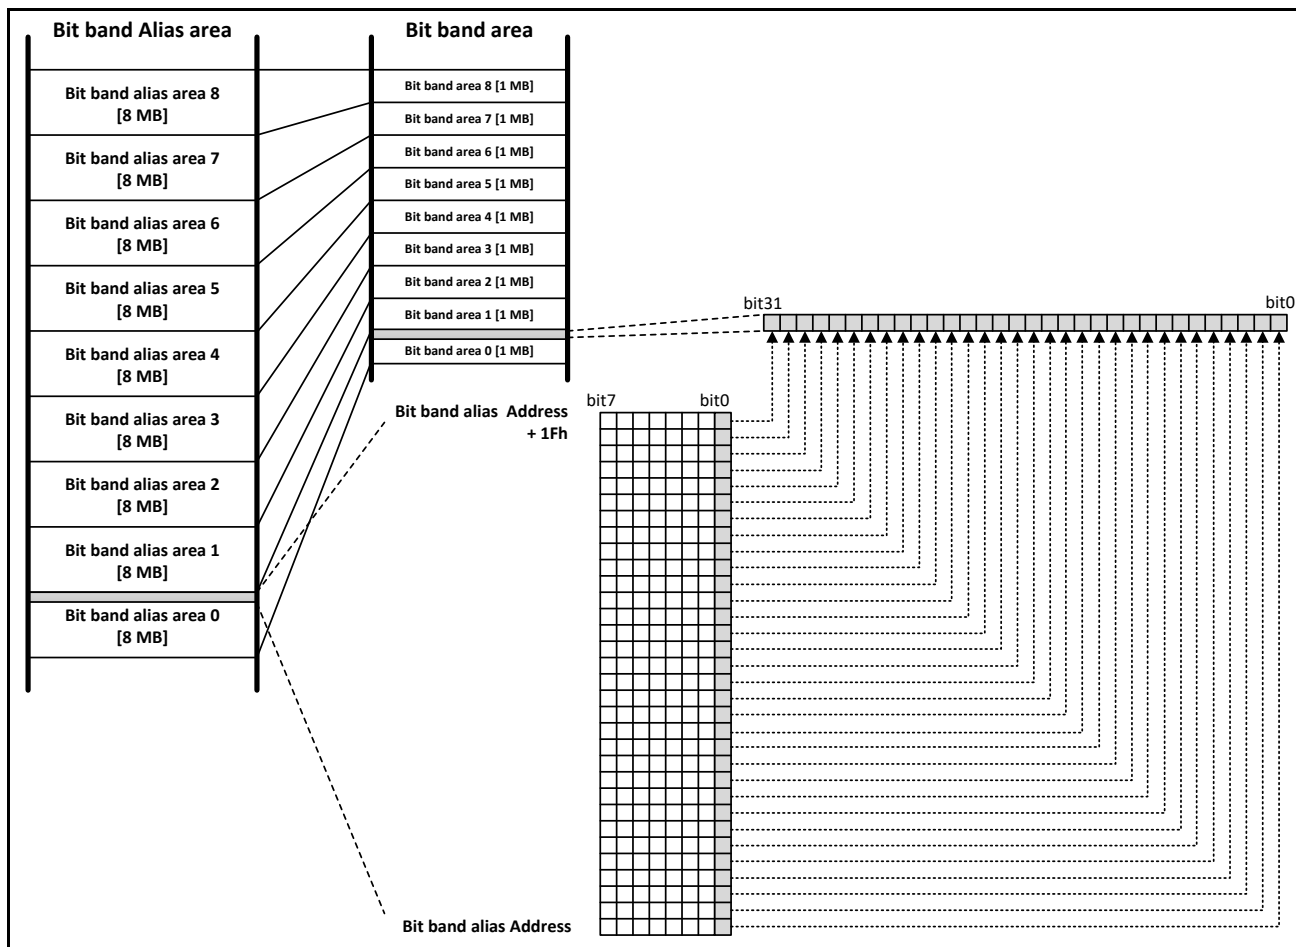 Bit band Alias area
Bit band area
Bit band alias area 8
[8 MB]
Bit band alias area 7
[8 MB]
Bit band alias area 6
[8 MB]
Bit band alias area 5
[8 MB]
Bit band alias area 4
[8 MB]
Bit band alias area 3
[8 MB]
Bit band alias area 2
[8 MB]
Bit band alias area 1
[8 MB]
Bit band alias area 0
[8 MB]
Bit band area 8 [1 MB]
Bit band area 7 [1 MB]
Bit band area 6 [1 MB]
Bit band area 5 [1 MB]
Bit band area 4 [1 MB]
Bit band area 3 [1 MB]
Bit band area 2 [1 MB]
Bit band area 1 [1 MB]
Bit band area 0 [1 MB]
bit31
bit0
bit7
bit0
Bit band alias Address
+ 1Fh
Bit band alias Address